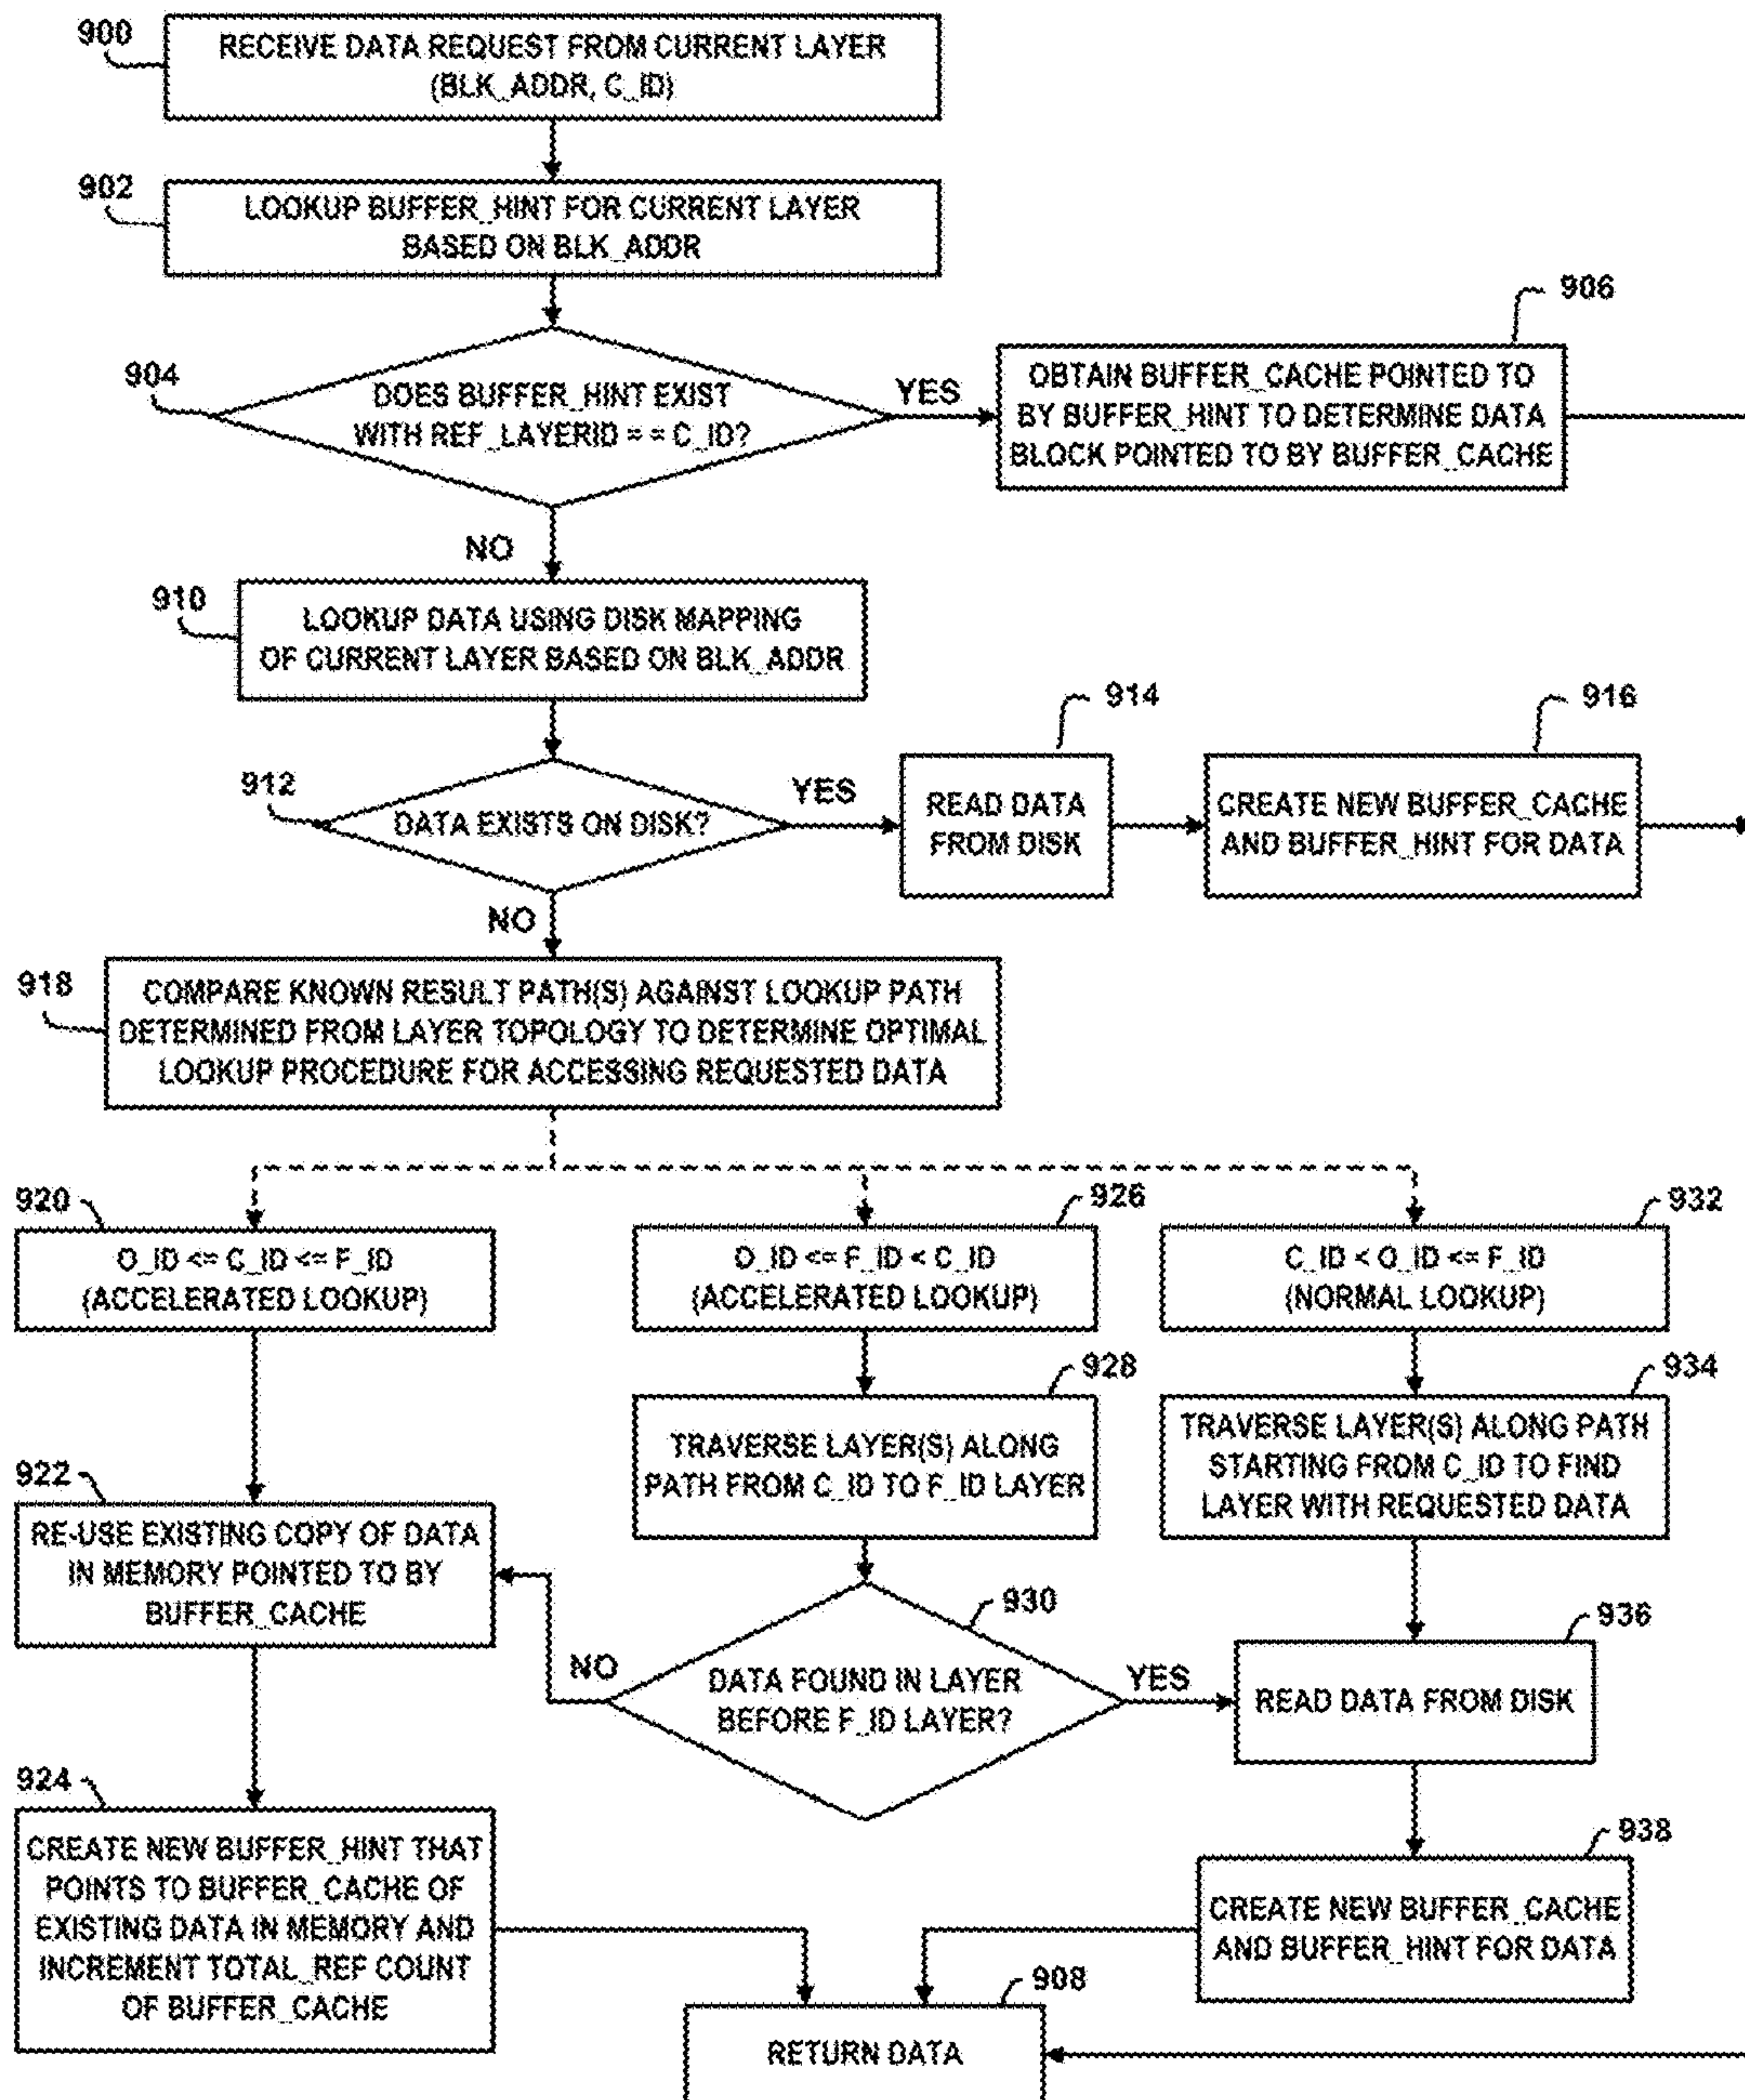 900
RECEIVE DATA REQUEST FROM CURRENT LAYER
(BLK_ADDR, C_ID)
902
LOOKUP BUFFER_HINT FOR CURRENT LAYER
BASED ON BLK_ADDR
904
DOES BUFFER_HINT EXIST
WITH REF_LAYERID = = C_ID?
YES
906
OBTAIN BUFFER_CACHE POINTED TO
BY BUFFER_HINT TO DETERMINE DATA
BLOCK POINTED TO BY BUFFER_CACHE
NO
910
LOOKUP DATA USING DISK MAPPING
OF CURRENT LAYER BASED ON BLK_ADDR
912
DATA EXISTS ON DISK?
YES
914
READ DATA
FROM DISK
916
CREATE NEW BUFFER_CACHE
AND BUFFER_HINT FOR DATA
NO
918
COMPARE KNOWN RESULT PATH(S) AGAINST LOOKUP PATH
DETERMINED FROM LAYER TOPOLOGY TO DETERMINE OPTIMAL
LOOKUP PROCEDURE FOR ACCESSING REQUESTED DATA
920
O_ID <= C_ID <= F_ID
(ACCELERATED LOOKUP)
926
O_ID <= F_ID < C_ID
(ACCELERATED LOOKUP)
932
C_ID < O_ID <= F_ID
(NORMAL LOOKUP)
922
RE-USE EXISTING COPY OF DATA
IN MEMORY POINTED TO BY
BUFFER_CACHE
928
TRAVERSE LAYER(S) ALONG
PATH FROM C_ID TO F_ID LAYER
934
TRAVERSE LAYER(S) ALONG PATH
STARTING FROM C_ID TO FIND
LAYER WITH REQUESTED DATA
930
DATA FOUND IN LAYER
BEFORE F_ID LAYER?
NO
YES
936
READ DATA FROM DISK
924
CREATE NEW BUFFER_HINT THAT
POINTS TO BUFFER_CACHE OF
EXISTING DATA IN MEMORY AND
INCREMENT TOTAL_REF COUNT
OF BUFFER_CACHE
938
CREATE NEW BUFFER_CACHE
AND BUFFER_HINT FOR DATA
908
RETURN DATA